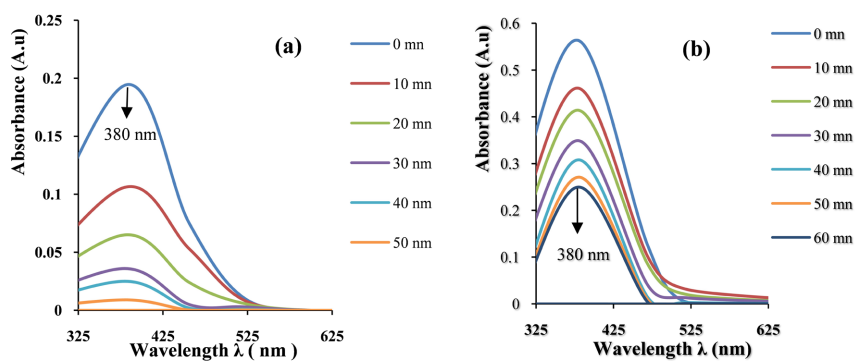 (a)
Absorbance (A.u)
0.25
0.2
0.15
0.1
0.05
0
325
425
525
625
Wavelength λ ( nm )
380 nm
0 mn
10 mn
20 mn
30 nm
40 nm
50 nm
(b)
Absorbance (A.u)
0.6
0.5
0.4
0.3
0.2
0.1
0
325
425
525
625
Wavelength λ (nm)
380 nm
0 mn
10 mn
20 mn
30 mn
40 mn
50 mn
60 mn